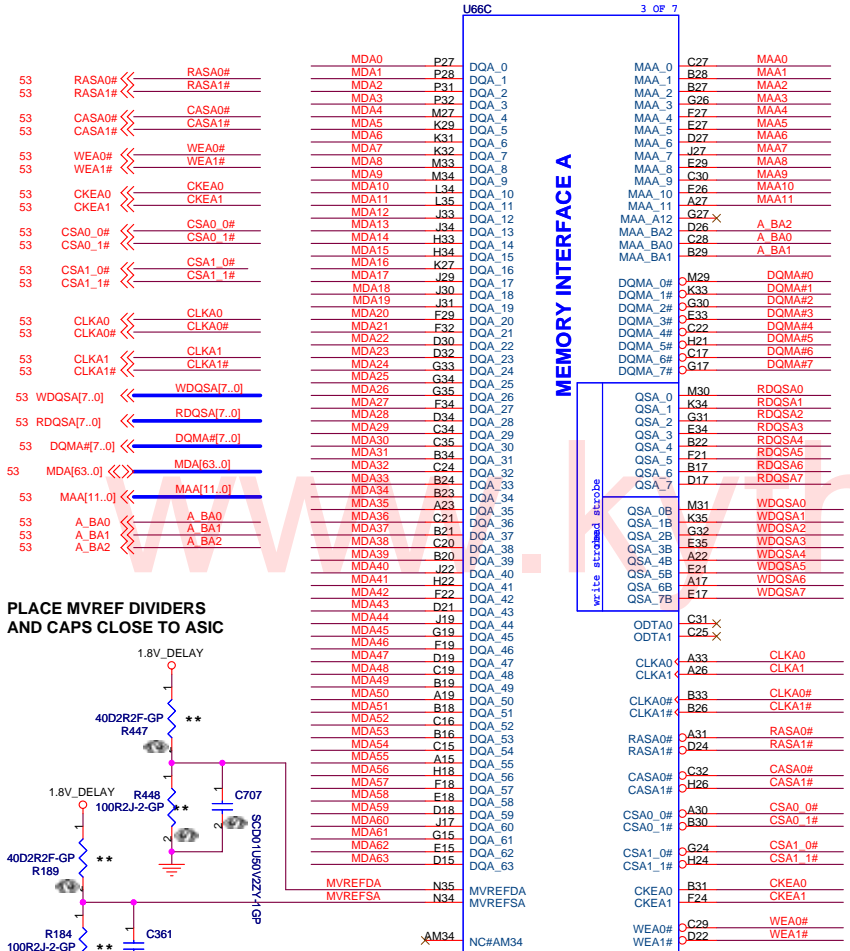 U66C
3 OF 7
MEMORY INTERFACE A
53 RASA0# RASA0#
53 RASA1# RASA1#
53 CASA0# CASA0#
53 CASA1# CASA1#
53 WEA0# WEA0#
53 WEA1# WEA1#
53 CKEA0 CKEA0
53 CKEA1 CKEA1
53 CSA0_0# CSA0_0#
53 CSA0_1# CSA0_1#
53 CSA1_0# CSA1_0#
53 CSA1_1# CSA1_1#
53 CLKA0 CLKA0
53 CLKA0# CLKA0#
53 CLKA1 CLKA1
53 CLKA1# CLKA1#
53 WDQSA[7..0] WDQSA[7..0]
53 RDQSA[7..0] RDQSA[7..0]
53 DQMA#[7..0] DQMA#[7..0]
53 MDA[63..0] MDA[63..0]
53 MAA[11..0] MAA[11..0]
53 A_BA0 A_BA0
53 A_BA1 A_BA1
53 A_BA2 A_BA2
MDA0 P27 DQA_0
MDA1 P28 DQA_1
MDA2 P31 DQA_2
MDA3 P32 DQA_3
MDA4 M27 DQA_4
MDA5 K29 DQA_5
MDA6 K31 DQA_6
MDA7 K32 DQA_7
MDA8 M33 DQA_8
MDA9 M34 DQA_9
MDA10 L34 DQA_10
MDA11 L35 DQA_11
MDA12 J33 DQA_12
MDA13 J34 DQA_13
MDA14 H33 DQA_14
MDA15 H34 DQA_15
MDA16 K27 DQA_16
MDA17 J29 DQA_17
MDA18 J30 DQA_18
MDA19 J31 DQA_19
MDA20 F29 DQA_20
MDA21 F32 DQA_21
MDA22 D30 DQA_22
MDA23 D32 DQA_23
MDA24 G33 DQA_24
MDA25 G34 DQA_25
MDA26 G35 DQA_26
MDA27 F34 DQA_27
MDA28 D34 DQA_28
MDA29 C34 DQA_29
MDA30 C35 DQA_30
MDA31 B34 DQA_31
MDA32 C24 DQA_32
MDA33 B24 DQA_33
MDA34 B23 DQA_34
MDA35 A23 DQA_35
MDA36 C21 DQA_36
MDA37 B21 DQA_37
MDA38 C20 DQA_38
MDA39 B20 DQA_39
MDA40 J22 DQA_40
MDA41 H22 DQA_41
MDA42 F22 DQA_42
MDA43 D21 DQA_43
MDA44 J19 DQA_44
MDA45 G19 DQA_45
MDA46 F19 DQA_46
MDA47 D19 DQA_47
MDA48 C19 DQA_48
MDA49 B19 DQA_49
MDA50 A19 DQA_50
MDA51 B18 DQA_51
MDA52 C16 DQA_52
MDA53 B16 DQA_53
MDA54 C15 DQA_54
MDA55 A15 DQA_55
MDA56 H18 DQA_56
MDA57 F18 DQA_57
MDA58 E18 DQA_58
MDA59 D18 DQA_59
MDA60 J17 DQA_60
MDA61 G15 DQA_61
MDA62 E15 DQA_62
MDA63 D15 DQA_63
MVREFDA N35 MVREFDA
MVREFSA N34 MVREFSA
AM34 NC#AM34
MAA_0 C27 MAA0
MAA_1 B28 MAA1
MAA_2 B27 MAA2
MAA_3 G26 MAA3
MAA_4 F27 MAA4
MAA_5 E27 MAA5
MAA_6 D27 MAA6
MAA_7 J27 MAA7
MAA_8 E29 MAA8
MAA_9 C30 MAA9
MAA_10 E26 MAA10
MAA_11 A27 MAA11
MAA_A12 G27
MAA_BA2 D26 A_BA2
MAA_BA0 C28 A_BA0
MAA_BA1 B29 A_BA1
DQMA_0# M29 DQMA#0
DQMA_1# K33 DQMA#1
DQMA_2# G30 DQMA#2
DQMA_3# E33 DQMA#3
DQMA_4# C22 DQMA#4
DQMA_5# H21 DQMA#5
DQMA_6# C17 DQMA#6
DQMA_7# G17 DQMA#7
QSA_0 M30 RDQSA0
QSA_1 K34 RDQSA1
QSA_2 G31 RDQSA2
QSA_3 E34 RDQSA3
QSA_4 B22 RDQSA4
QSA_5 F21 RDQSA5
QSA_6 B17 RDQSA6
QSA_7 D17 RDQSA7
read strobe
QSA_0B M31 WDQSA0
QSA_1B K35 WDQSA1
QSA_2B G32 WDQSA2
QSA_3B E35 WDQSA3
QSA_4B A22 WDQSA4
QSA_5B E21 WDQSA5
QSA_6B A17 WDQSA6
QSA_7B E17 WDQSA7
write strobe
ODTA0 C31
ODTA1 C25
CLKA0 A33 CLKA0
CLKA1 A26 CLKA1
CLKA0# B33 CLKA0#
CLKA1# B26 CLKA1#
RASA0# A31 RASA0#
RASA1# D24 RASA1#
CASA0# C32 CASA0#
CASA1# H26 CASA1#
CSA0_0# A30 CSA0_0#
CSA0_1# B30 CSA0_1#
CSA1_0# G24 CSA1_0#
CSA1_1# H24 CSA1_1#
CKEA0 B31 CKEA0
CKEA1 F24 CKEA1
WEA0# C29 WEA0#
WEA1# D22 WEA1#
PLACE MVREF DIVIDERS
AND CAPS CLOSE TO ASIC
1.8V_DELAY
1
40D2R2F-GP **
R447
1 1
R448 C707
100R2J-2-GP **
2 2
SCD01U50V2ZY-1GP
1.8V_DELAY
1
40D2R2F-GP **
R189
1 1
R184 C361
100R2J-2-GP **
www.kyth